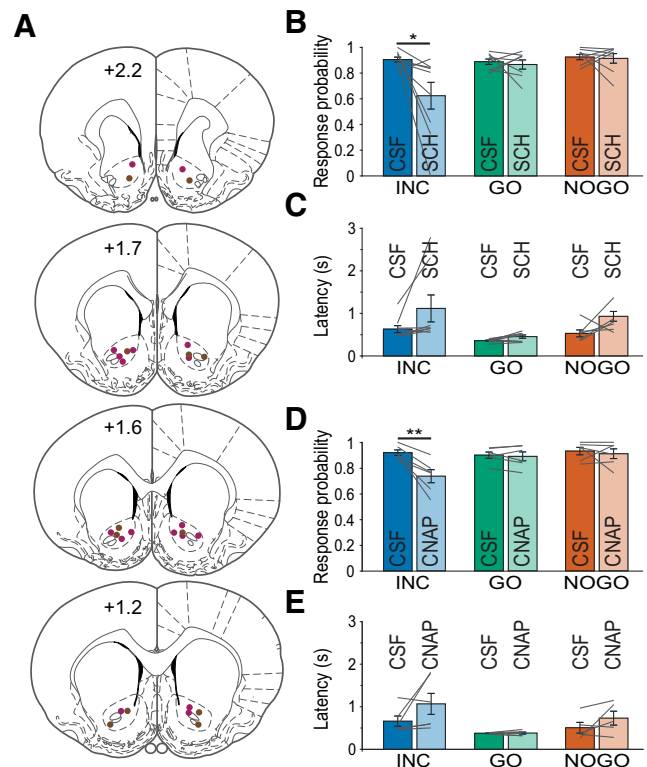 A
+2.2
+1.7
+1.6
+1.2
B
Response probability
1
0.8
0.6
0.4
0.2
0
*
CSF
SCH
CSF
SCH
CSF
SCH
INC
GO
NOGO
C
Latency (s)
3
2
1
0
CSF
SCH
CSF
SCH
CSF
SCH
INC
GO
NOGO
D
Response probability
1
0.8
0.6
0.4
0.2
0
**
CSF
CNAP
CSF
CNAP
CSF
CNAP
INC
GO
NOGO
E
Latency (s)
3
2
1
0
CSF
CNAP
CSF
CNAP
CSF
CNAP
INC
GO
NOGO